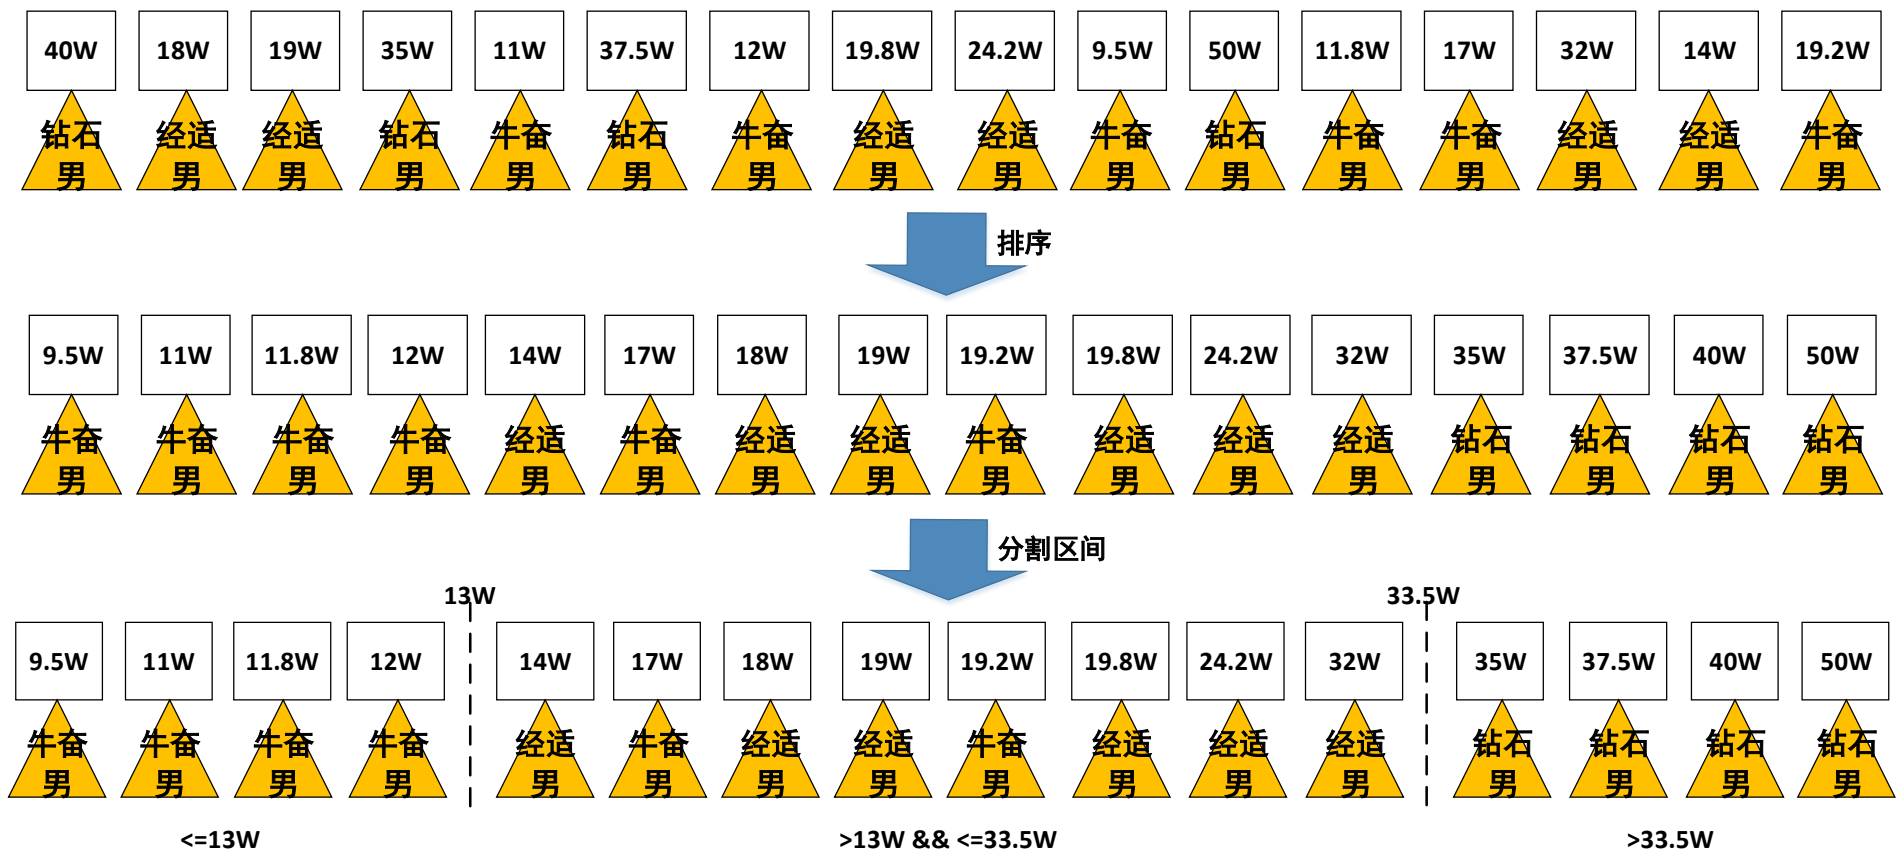 40W 18W 19W 35W 11W 37.5W 12W 19.8W 24.2W 9.5W 50W 11.8W 17W 32W 14W 19.2W
钻石 经适 经适 钻石 牛奋 钻石 牛奋 经适 经适 牛奋 钻石 牛奋 牛奋 经适 经适 牛奋
男 男 男 男 男 男 男 男 男 男 男 男 男 男 男 男
排序
9.5W 11W 11.8W 12W 14W 17W 18W 19W 19.2W 19.8W 24.2W 32W 35W 37.5W 40W 50W
牛奋 牛奋 牛奋 牛奋 经适 牛奋 经适 经适 牛奋 经适 经适 经适 钻石 钻石 钻石 钻石
男 男 男 男 男 男 男 男 男 男 男 男 男 男 男 男
分割区间
13W 33.5W
9.5W 11W 11.8W 12W 14W 17W 18W 19W 19.2W 19.8W 24.2W 32W 35W 37.5W 40W 50W
牛奋 牛奋 牛奋 牛奋 经适 牛奋 经适 经适 牛奋 经适 经适 经适 钻石 钻石 钻石 钻石
男 男 男 男 男 男 男 男 男 男 男 男 男 男 男 男
<=13W >13W && <=33.5W >33.5W